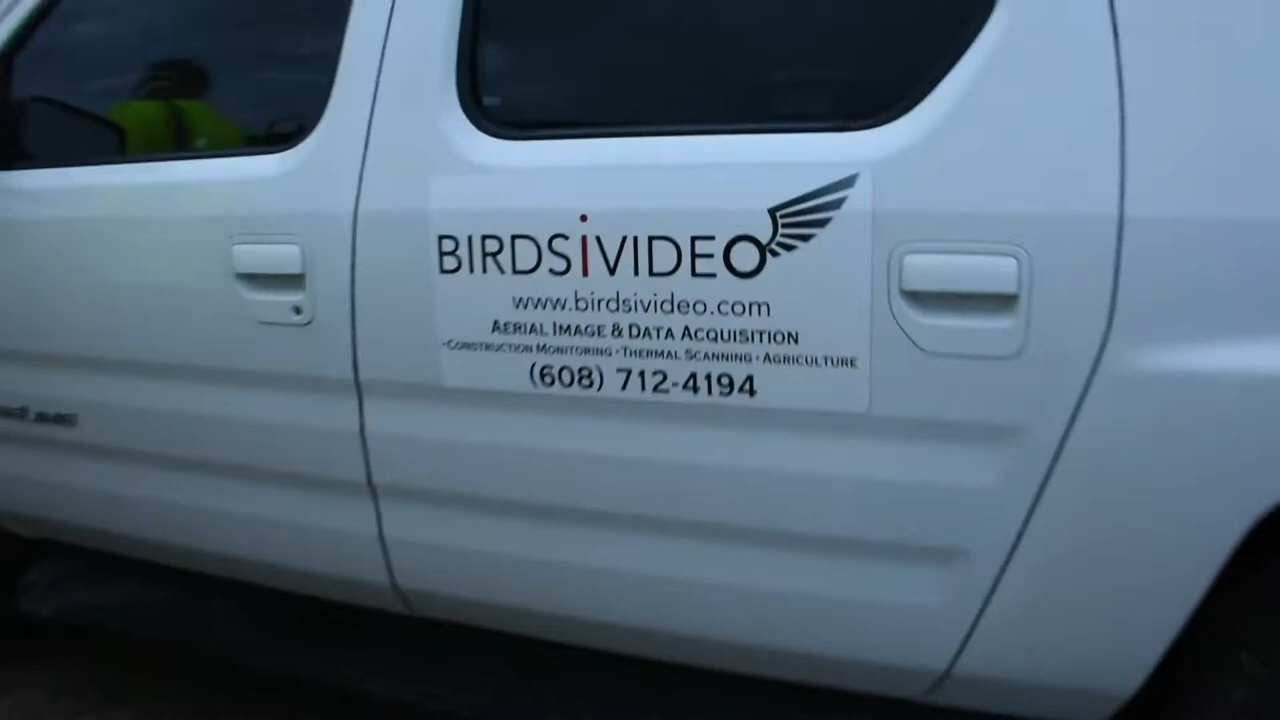 BIRDSiVIDEO
www.birdsivideo.com
AERIAL IMAGE & DATA ACQUISITION
·CONSTRUCTION MONITORING · THERMAL SCANNING · AGRICULTURE
(608) 712-4194